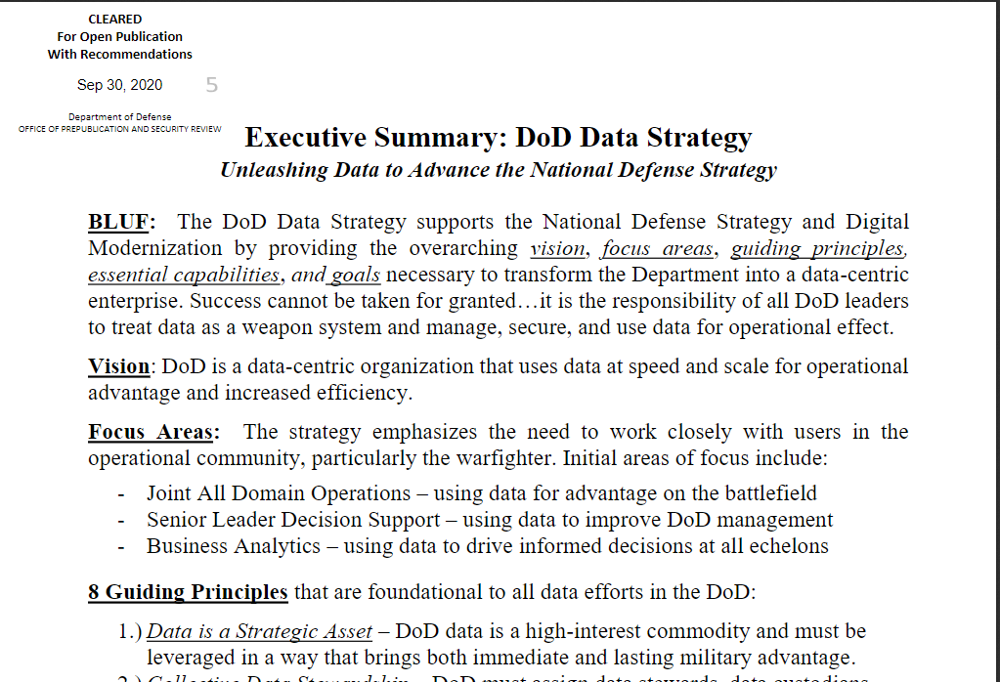 CLEARED
For Open Publication
With Recommendations
Sep 30, 2020 5
Department of Defense
OFFICE OF PREPUBLICATION AND SECURITY REVIEW
Executive Summary: DoD Data Strategy
Unleashing Data to Advance the National Defense Strategy
BLUF: The DoD Data Strategy supports the National Defense Strategy and Digital
Modernization by providing the overarching vision, focus areas, guiding principles,
essential capabilities, and goals necessary to transform the Department into a data-centric
enterprise. Success cannot be taken for granted…it is the responsibility of all DoD leaders
to treat data as a weapon system and manage, secure, and use data for operational effect.
Vision: DoD is a data-centric organization that uses data at speed and scale for operational
advantage and increased efficiency.
Focus Areas: The strategy emphasizes the need to work closely with users in the
operational community, particularly the warfighter. Initial areas of focus include:
- Joint All Domain Operations – using data for advantage on the battlefield
- Senior Leader Decision Support – using data to improve DoD management
- Business Analytics – using data to drive informed decisions at all echelons
8 Guiding Principles that are foundational to all data efforts in the DoD:
1.) Data is a Strategic Asset – DoD data is a high-interest commodity and must be
leveraged in a way that brings both immediate and lasting military advantage.
2.) Collective Data Stewardship – DoD must assign data stewards, data custodians